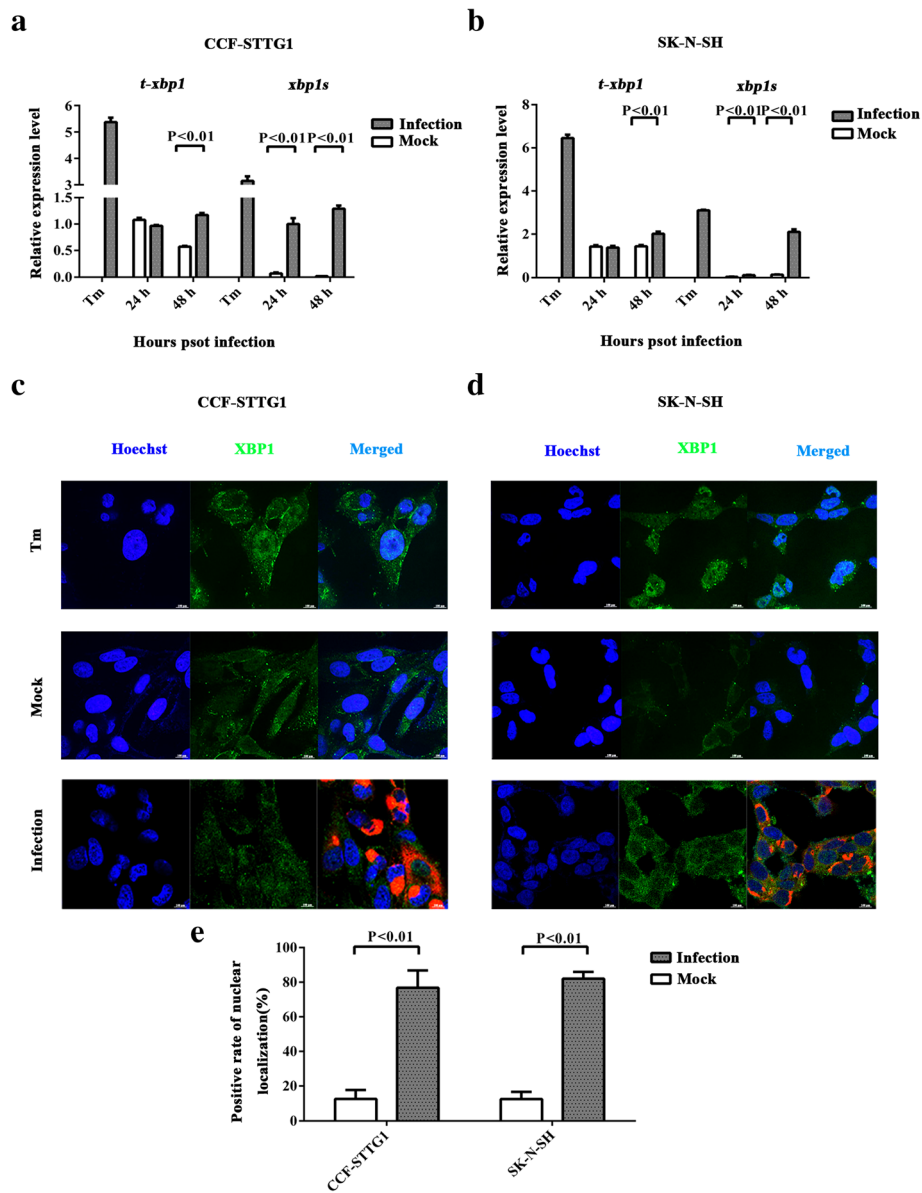 a
CCF-STTG1
t-xbp1 xbp1s
Relative expression level
6
5
4
3
1.5
1.0
0.5
0.0
P<0.01
P<0.01 P<0.01
Infection
Mock
Tm 24 h 48 h Tm 24 h 48 h
Hours psot infection
b
SK-N-SH
t-xbp1 xbp1s
Relative expression level
8
6
4
2
0
P<0.01 P<0.01 P<0.01
Infection
Mock
Tm 24 h 48 h Tm 24 h 48 h
Hours psot infection
c
CCF-STTG1
Hoechst XBP1 Merged
Tm
Mock
Infection
d
SK-N-SH
Hoechst XBP1 Merged
e
Positive rate of nuclear
localization(%)
100
80
60
40
20
0
P<0.01 P<0.01
Infection
Mock
CCF-STTG1 SK-N-SH